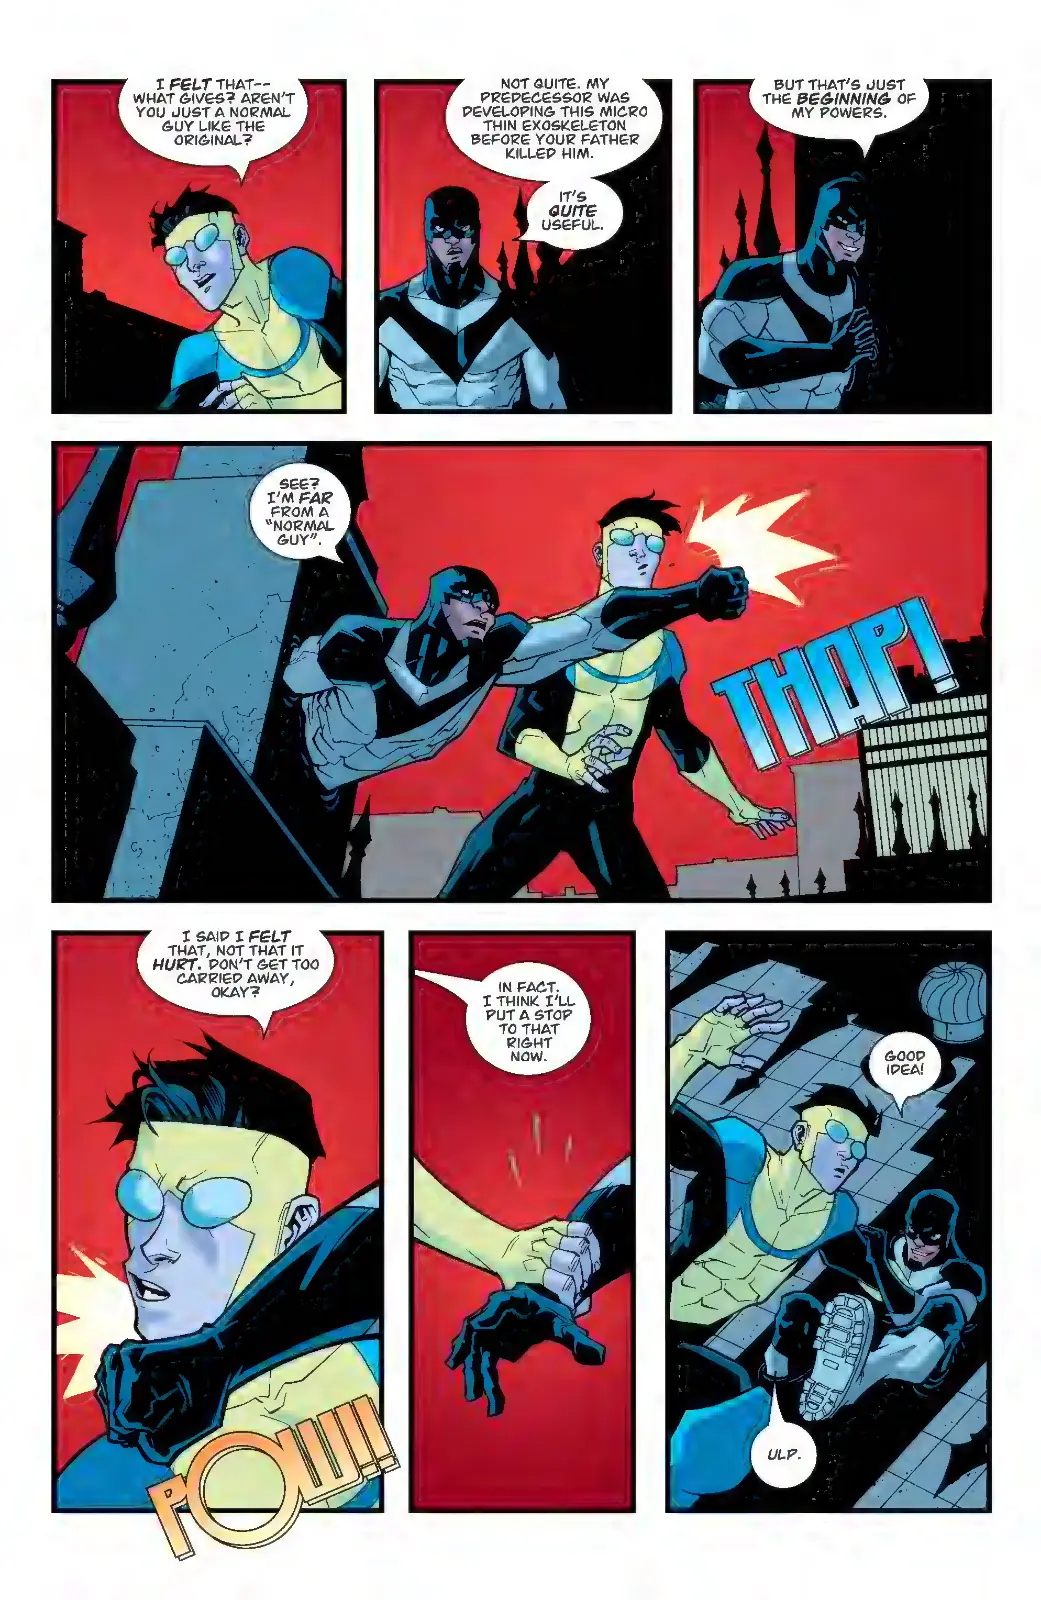 I FELT THAT--
WHAT GIVES? AREN'T
YOU JUST A NORMAL
GUY LIKE THE
ORIGINAL?
NOT QUITE. MY
PREDECESSOR WAS
DEVELOPING THIS MICRO
THIN EXOSKELETON
BEFORE YOUR FATHER
KILLED HIM.
IT'S
QUITE
USEFUL.
BUT THAT'S JUST
THE BEGINNING OF
MY POWERS.
SEE?
I'M FAR
FROM A
"NORMAL
GUY".
THOP!
I SAID I FELT
THAT, NOT THAT IT
HURT. DON'T GET TOO
CARRIED AWAY,
OKAY?
POW!!
IN FACT.
I THINK I'LL
PUT A STOP
TO THAT
RIGHT
NOW.
GOOD
IDEA!
ULP.